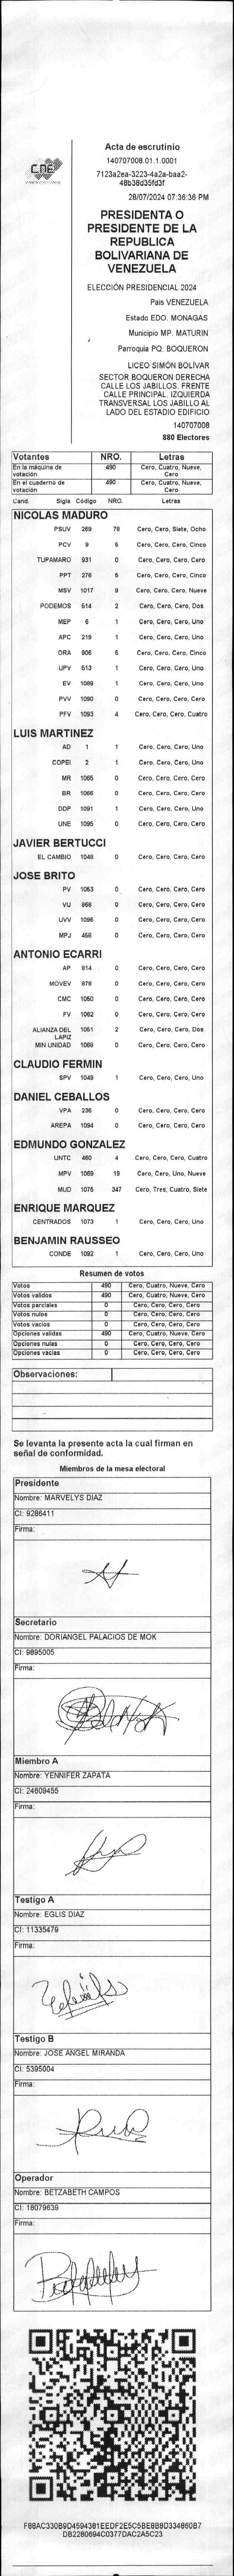 CNE
Acta de escrutinio
140707008.01.1.0001
7123a2ea-3223-4a2a-baa2-
48b38d35fd3f
28/07/2024 07:36:36 PM
PRESIDENTA O
PRESIDENTE DE LA
REPUBLICA
BOLIVARIANA DE
VENEZUELA
ELECCIÓN PRESIDENCIAL 2024
Pais VENEZUELA
Estado EDO. MONAGAS
Municipio MP. MATURIN
Parroquia PQ. BOQUERON
LICEO SIMÓN BOLÍVAR
SECTOR BOQUERON DERECHA
CALLE LOS JABILLOS. FRENTE
CALLE PRINCIPAL. IZQUIERDA
TRANSVERSAL LOS JABILLO AL
LADO DEL ESTADIO EDIFICIO
140707008
880 Electores
Votantes NRO. Letras
En la máquina de votación 490 Cero, Cuatro, Nueve, Cero
En el cuaderno de votación 490 Cero, Cuatro, Nueve, Cero
Cand. Sigla Código NRO. Letras
NICOLAS MADURO
PSUV 269 78 Cero, Cero, Siete, Ocho
PCV 9 5 Cero, Cero, Cero, Cinco
TUPAMARO 931 0 Cero, Cero, Cero, Cero
PPT 276 5 Cero, Cero, Cero, Cinco
MSV 1017 9 Cero, Cero, Cero, Nueve
PODEMOS 514 2 Cero, Cero, Cero, Dos
MEP 6 1 Cero, Cero, Cero, Uno
APC 219 1 Cero, Cero, Cero, Uno
ORA 906 5 Cero, Cero, Cero, Cinco
UPV 513 1 Cero, Cero, Cero, Uno
EV 1089 1 Cero, Cero, Cero, Uno
PVV 1090 0 Cero, Cero, Cero, Cero
PFV 1093 4 Cero, Cero, Cero, Cuatro
LUIS MARTINEZ
AD 1 1 Cero, Cero, Cero, Uno
COPEI 2 1 Cero, Cero, Cero, Uno
MR 1065 0 Cero, Cero, Cero, Cero
BR 1066 0 Cero, Cero, Cero, Cero
DDP 1091 1 Cero, Cero, Cero, Uno
UNE 1095 0 Cero, Cero, Cero, Cero
JAVIER BERTUCCI
EL CAMBIO 1048 0 Cero, Cero, Cero, Cero
JOSE BRITO
PV 1053 0 Cero, Cero, Cero, Cero
VU 868 0 Cero, Cero, Cero, Cero
UVV 1096 0 Cero, Cero, Cero, Cero
MPJ 458 0 Cero, Cero, Cero, Cero
ANTONIO ECARRI
AP 814 0 Cero, Cero, Cero, Cero
MOVEV 878 0 Cero, Cero, Cero, Cero
CMC 1050 0 Cero, Cero, Cero, Cero
FV 1062 0 Cero, Cero, Cero, Cero
ALIANZA DEL LAPIZ 1051 2 Cero, Cero, Cero, Dos
MIN UNIDAD 1068 0 Cero, Cero, Cero, Cero
CLAUDIO FERMIN
SPV 1049 1 Cero, Cero, Cero, Uno
DANIEL CEBALLOS
VPA 236 0 Cero, Cero, Cero, Cero
AREPA 1094 0 Cero, Cero, Cero, Cero
EDMUNDO GONZALEZ
UNTC 460 4 Cero, Cero, Cero, Cuatro
MPV 1069 19 Cero, Cero, Uno, Nueve
MUD 1075 347 Cero, Tres, Cuatro, Siete
ENRIQUE MARQUEZ
CENTRADOS 1073 1 Cero, Cero, Cero, Uno
BENJAMIN RAUSSEO
CONDE 1092 1 Cero, Cero, Cero, Uno
Resumen de votos
Votos 490 Cero, Cuatro, Nueve, Cero
Votos validos 490 Cero, Cuatro, Nueve, Cero
Votos parciales 0 Cero, Cero, Cero, Cero
Votos nulos 0 Cero, Cero, Cero, Cero
Votos vacios 0 Cero, Cero, Cero, Cero
Opciones validas 490 Cero, Cuatro, Nueve, Cero
Opciones nulas 0 Cero, Cero, Cero, Cero
Opciones vacias 0 Cero, Cero, Cero, Cero
Observaciones:
Se levanta la presente acta la cual firman en
señal de conformidad.
Miembros de la mesa electoral
Presidente
Nombre: MARVELYS DIAZ
CI: 9286411
Firma:
Secretario
Nombre: DORIANGEL PALACIOS DE MOK
CI: 9895005
Firma:
Miembro A
Nombre: YENNIFER ZAPATA
CI: 24609455
Firma:
Testigo A
Nombre: EGLIS DIAZ
CI: 11335479
Firma:
Testigo B
Nombre: JOSE ANGEL MIRANDA
CI: 5395004
Firma:
Operador
Nombre: BETZABETH CAMPOS
CI: 18079639
Firma:
F88AC330B9D4594381EEDF2E5C5BE8B8D334860B7
DB2280694C0377DAC2A5C23